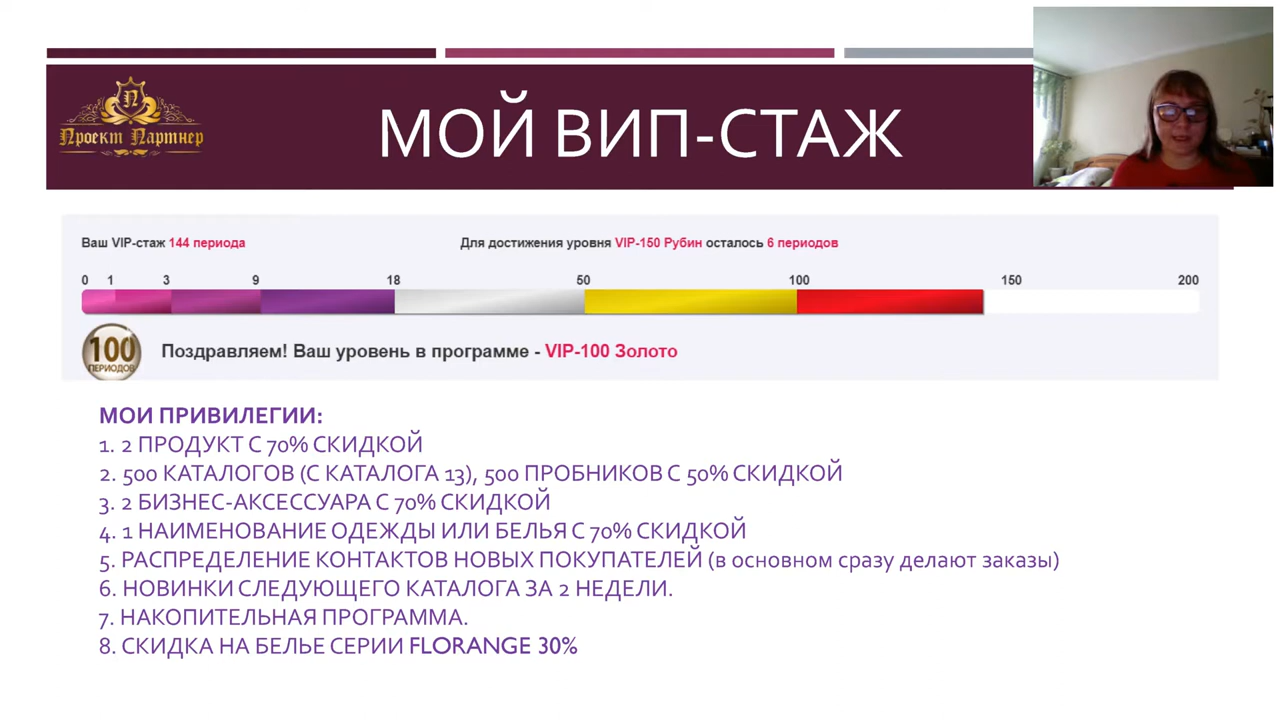 П
Проект Партнер
МОЙ ВИП-СТАЖ
Ваш VIP-стаж 144 периода
Для достижения уровня VIP-150 Рубин осталось 6 периодов
0 1 3 9 18 50 100 150 200
100
ПЕРИОДОВ
Поздравляем! Ваш уровень в программе - VIP-100 Золото
МОИ ПРИВИЛЕГИИ:
1. 2 ПРОДУКТ С 70% СКИДКОЙ
2. 500 КАТАЛОГОВ (С КАТАЛОГА 13), 500 ПРОБНИКОВ С 50% СКИДКОЙ
3. 2 БИЗНЕС-АКСЕССУАРА С 70% СКИДКОЙ
4. 1 НАИМЕНОВАНИЕ ОДЕЖДЫ ИЛИ БЕЛЬЯ С 70% СКИДКОЙ
5. РАСПРЕДЕЛЕНИЕ КОНТАКТОВ НОВЫХ ПОКУПАТЕЛЕЙ (в основном сразу делают заказы)
6. НОВИНКИ СЛЕДУЮЩЕГО КАТАЛОГА ЗА 2 НЕДЕЛИ.
7. НАКОПИТЕЛЬНАЯ ПРОГРАММА.
8. СКИДКА НА БЕЛЬЕ СЕРИИ FLORANGE 30%